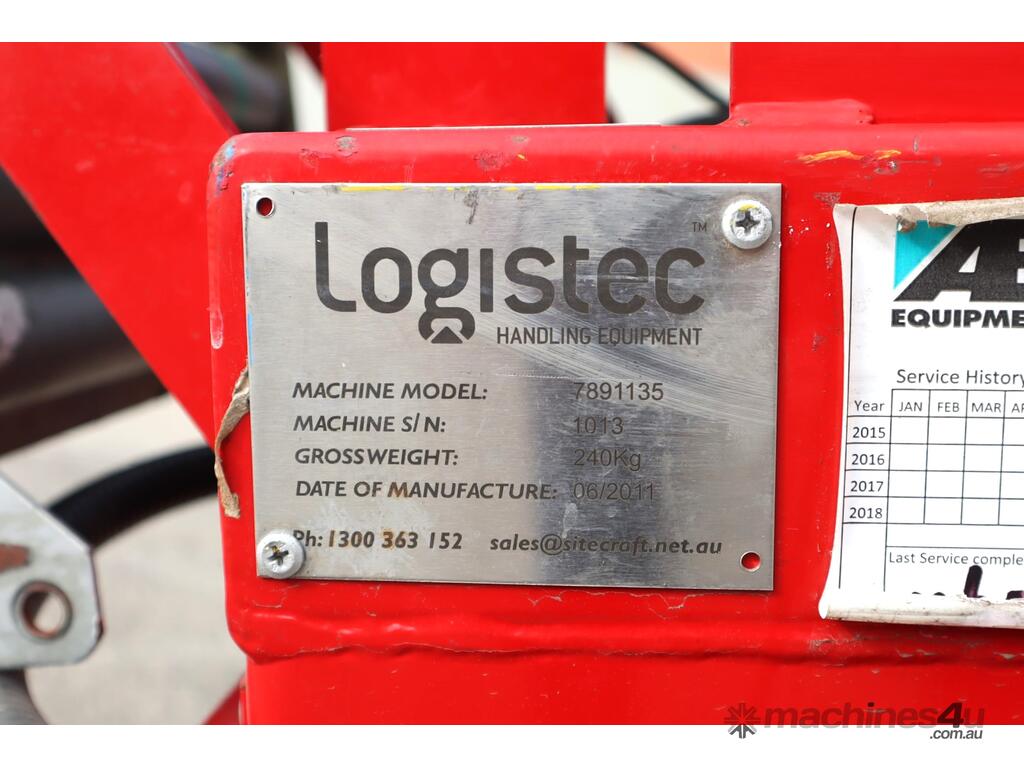 Logistec™
HANDLING EQUIPMENT
MACHINE MODEL: 7891135
MACHINE S/N: 1013
GROSSWEIGHT: 240Kg
DATE OF MANUFACTURE: 06/2011
Ph: 1300 363 152 sales@sitecraft.net.au
EQUIPME
Service History
Year JAN FEB MAR
2015
2016
2017
2018
Last Service comple
machines4u
.com.au